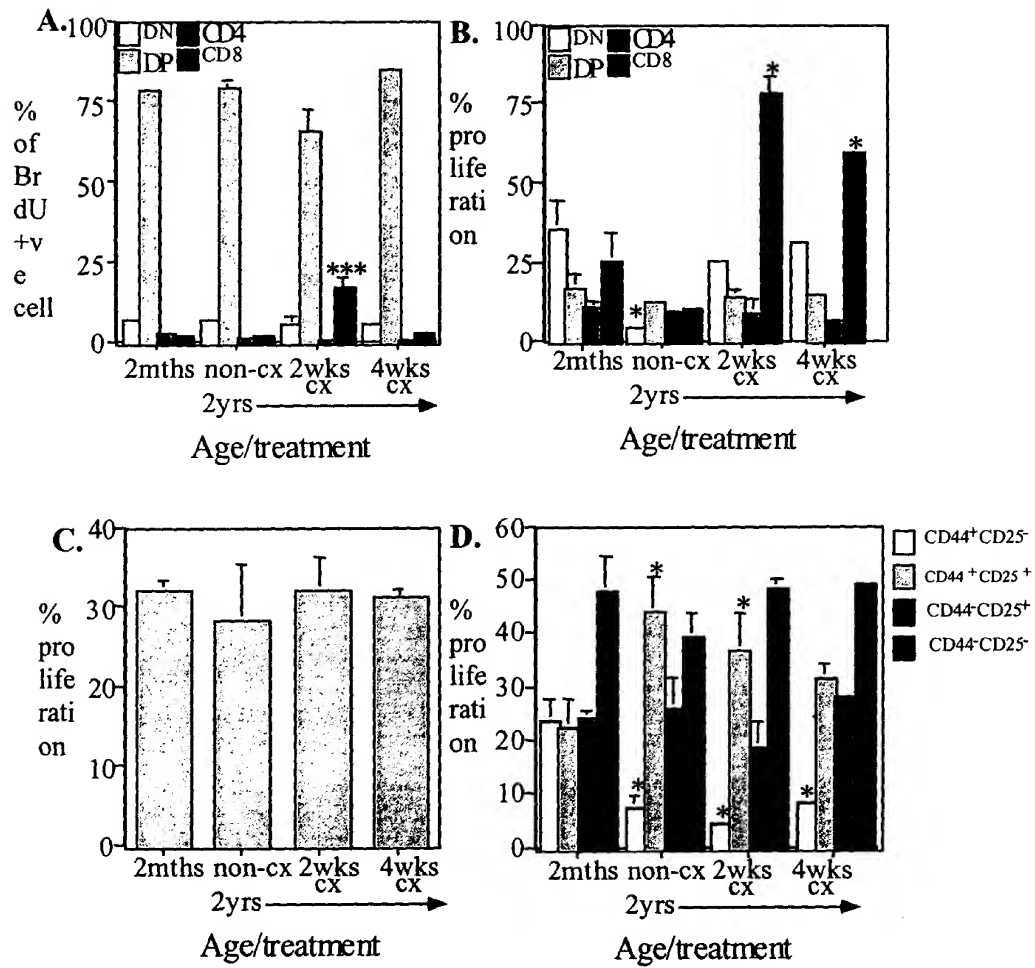 A.
100
75
50
25
0
DN CD4
DP CD8
%
of
Br
dU
+v
e
cell
***
2mths non-cx 2wks 4wks
cx cx
2yrs
Age/treatment
B.
100
75
50
25
0
DN CD4
DP CD8
%
pro
life
rati
on
*
*
*
2mths non-cx 2wks 4wks
cx cx
2yrs
Age/treatment
C.
40
30
20
10
0
%
pro
life
rati
on
2mths non-cx 2wks 4wks
cx cx
2yrs
Age/treatment
D.
60
50
40
30
20
10
0
%
pro
life
rati
on
*
*
*
*
*
2mths non-cx 2wks 4wks
cx cx
2yrs
Age/treatment
CD44⁺CD25⁻
CD44⁺CD25⁺
CD44⁻CD25⁺
CD44⁻CD25⁻